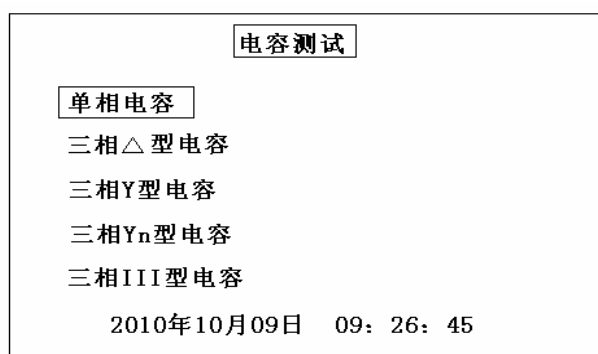 电容测试
单相电容
三相△型电容
三相Y型电容
三相Yn型电容
三相III型电容
2010年10月09日 09：26：45